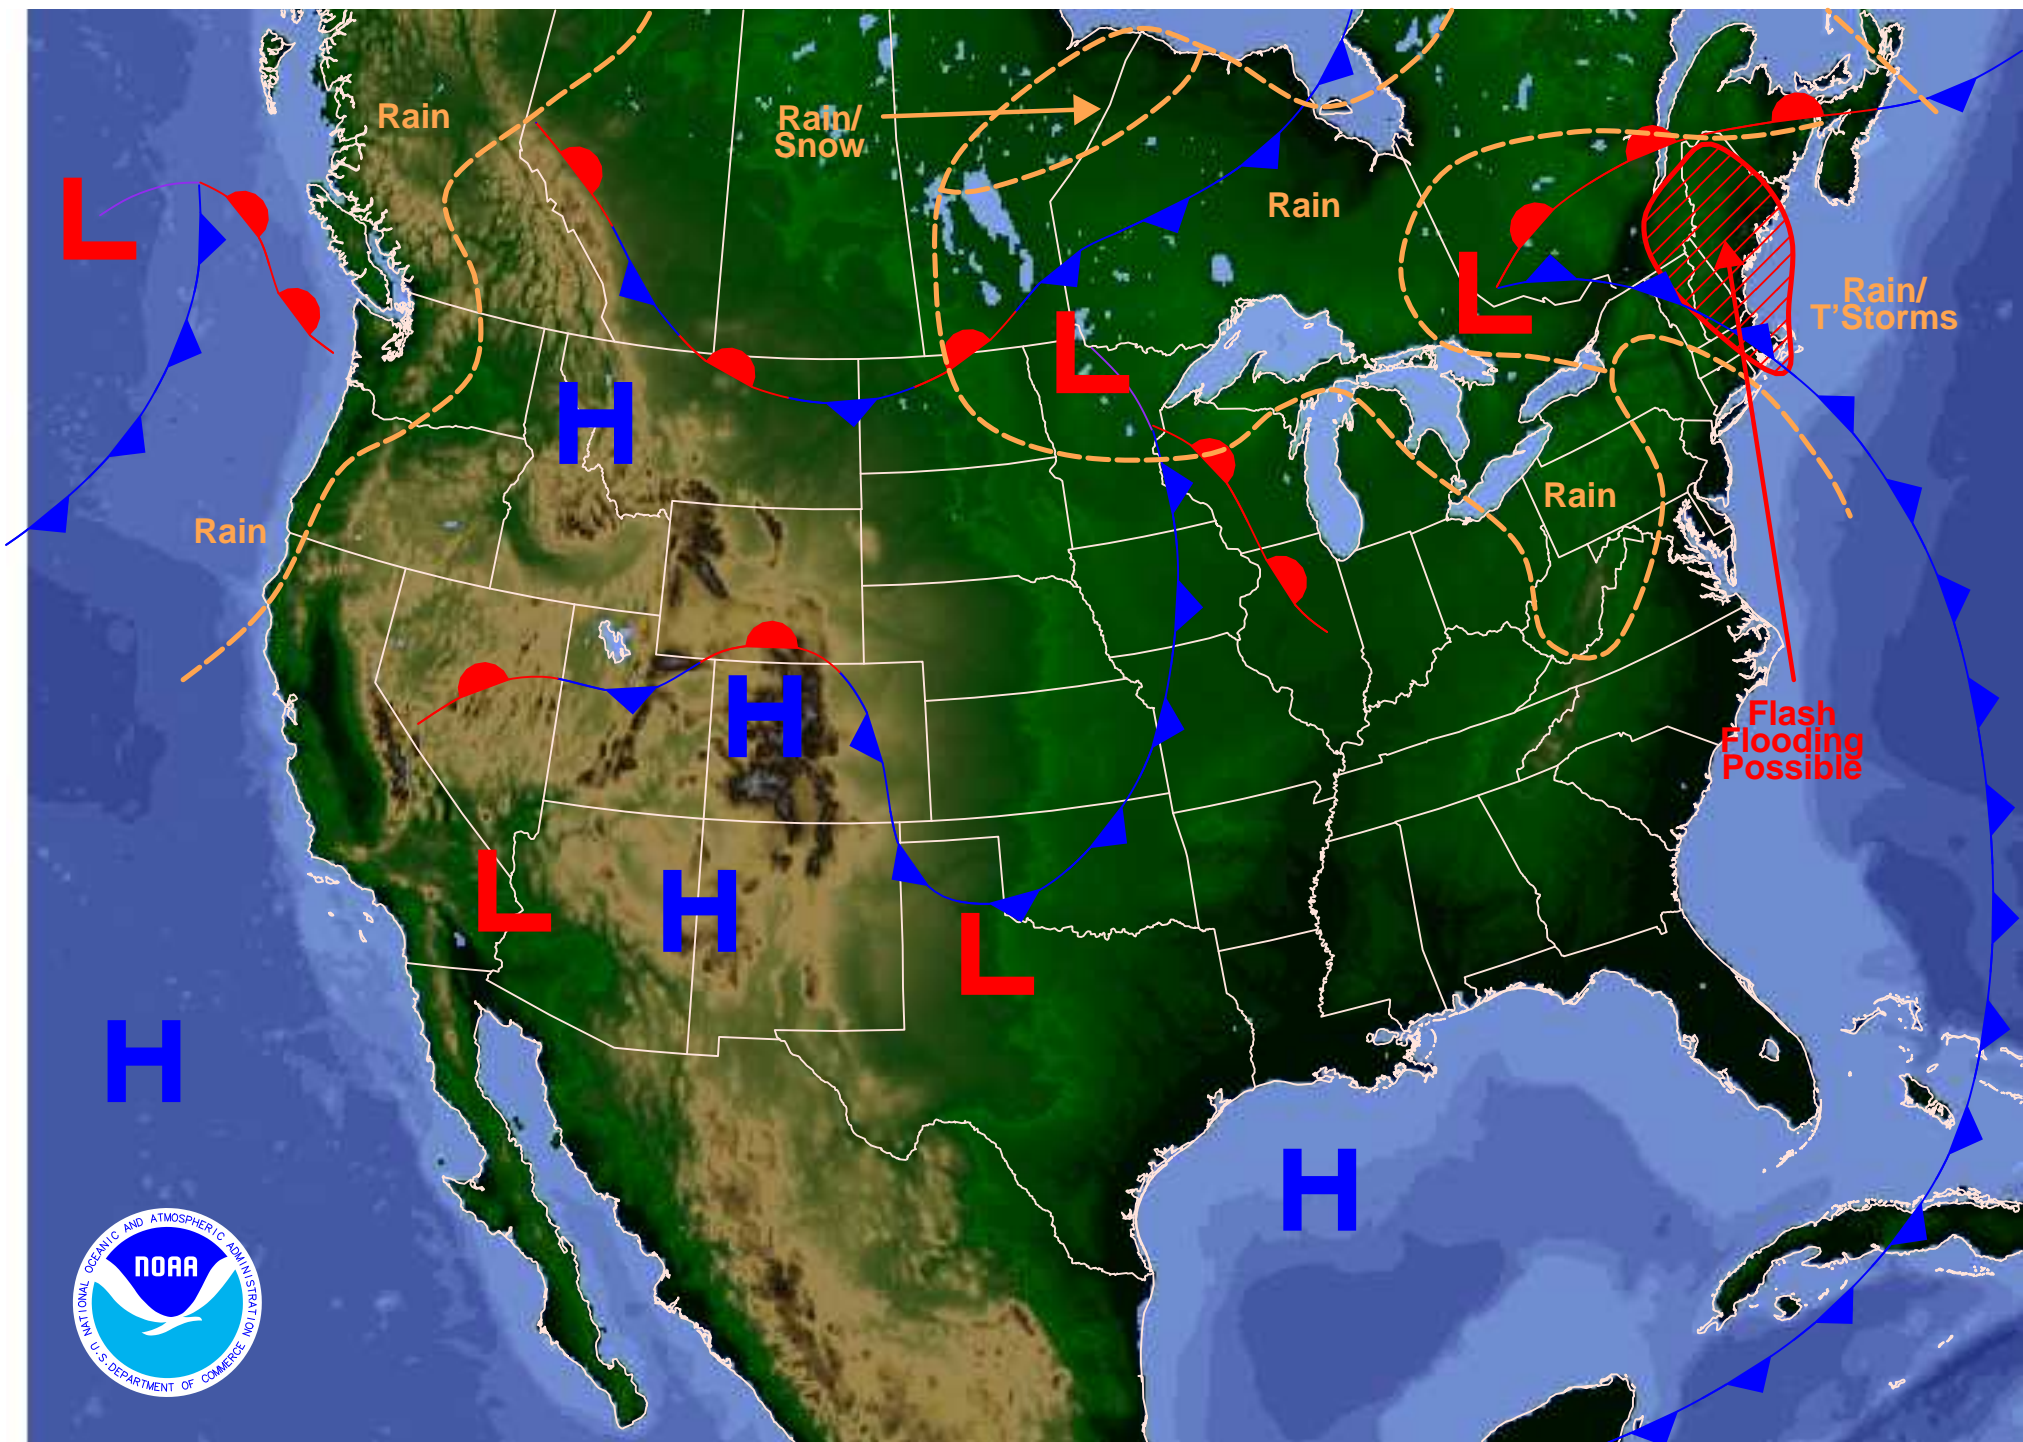 Rain
Rain/
Snow
Rain
L
L
L
Rain/
T'Storms
H
Rain
Rain
H
Flash
Flooding
Possible
L
H
L
H
H
NATIONAL OCEANIC AND ATMOSPHERIC ADMINISTRATION
NOAA
U.S. DEPARTMENT OF COMMERCE